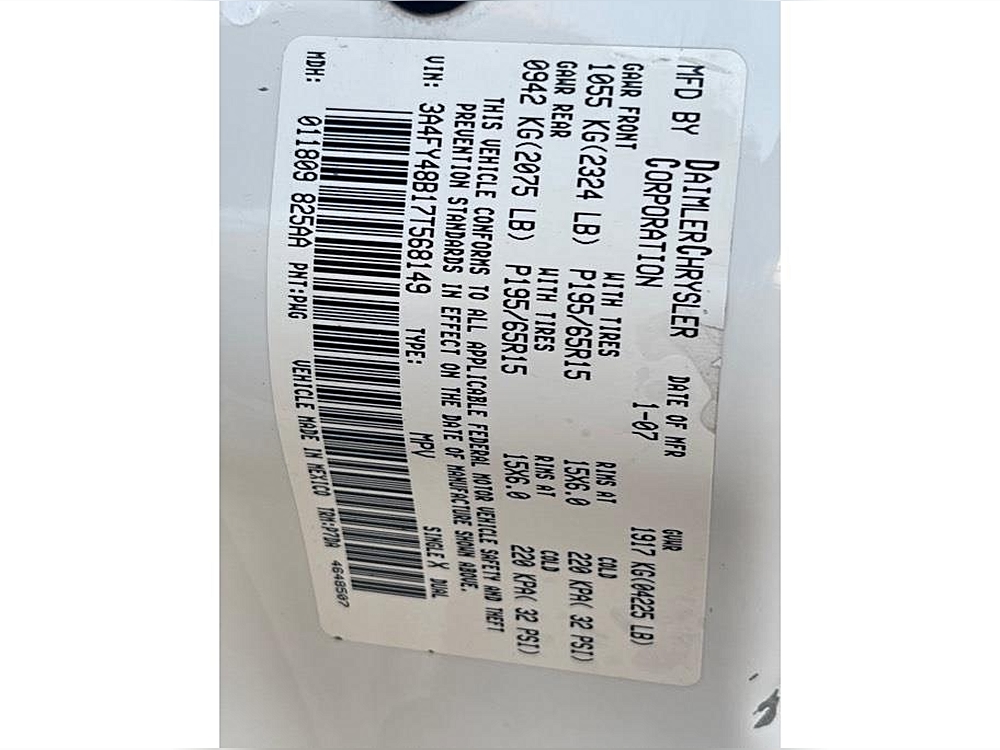 MFD BY DAIMLERCHRYSLER CORPORATION
DATE OF MFR 1-07
GVWR 1917 KG(04225 LB)
GAWR FRONT WITH TIRES RIMS AT COLD
1055 KG(2324 LB) P195/65R15 15X6.0 220 KPA( 32 PSI)
GAWR REAR WITH TIRES RIMS AT COLD
0942 KG(2075 LB) P195/65R15 15X6.0 220 KPA( 32 PSI)
THIS VEHICLE CONFORMS TO ALL APPLICABLE FEDERAL MOTOR VEHICLE SAFETY AND THEFT
PREVENTION STANDARDS IN EFFECT ON THE DATE OF MANUFACTURE SHOWN ABOVE.
VIN: 3A4FY48B17T568149 TYPE: MPV SINGLE X DUAL
MDH: 011809 825AA PNT:PWG VEHICLE MADE IN MEXICO TRM:P7DA 4648507